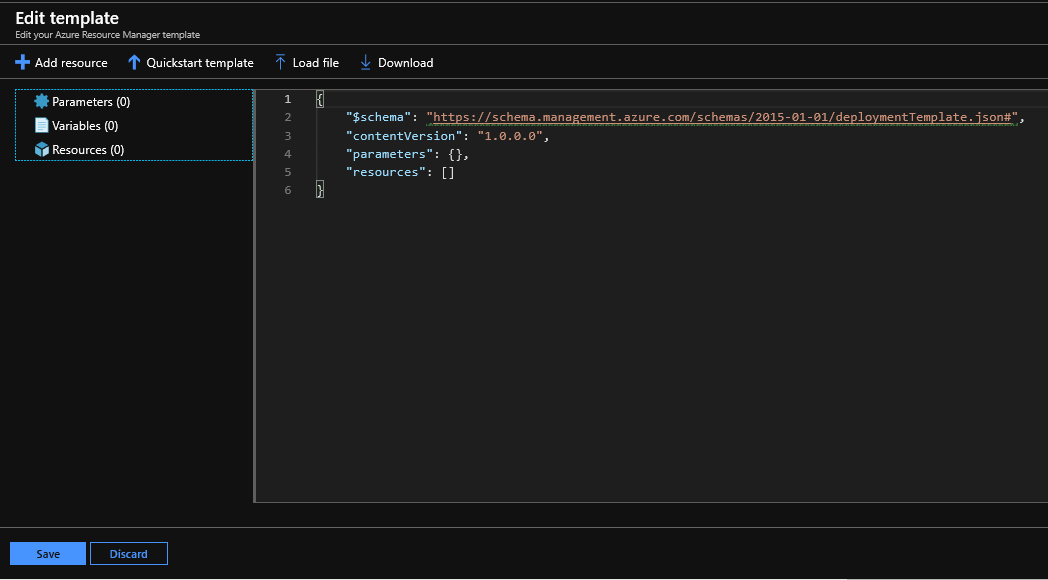 Edit template
Edit your Azure Resource Manager template
Add resource Quickstart template Load file Download
Parameters (0)
Variables (0)
Resources (0)
1 {
2 "$schema": "https://schema.management.azure.com/schemas/2015-01-01/deploymentTemplate.json#",
3 "contentVersion": "1.0.0.0",
4 "parameters": {},
5 "resources": []
6 }
Save Discard